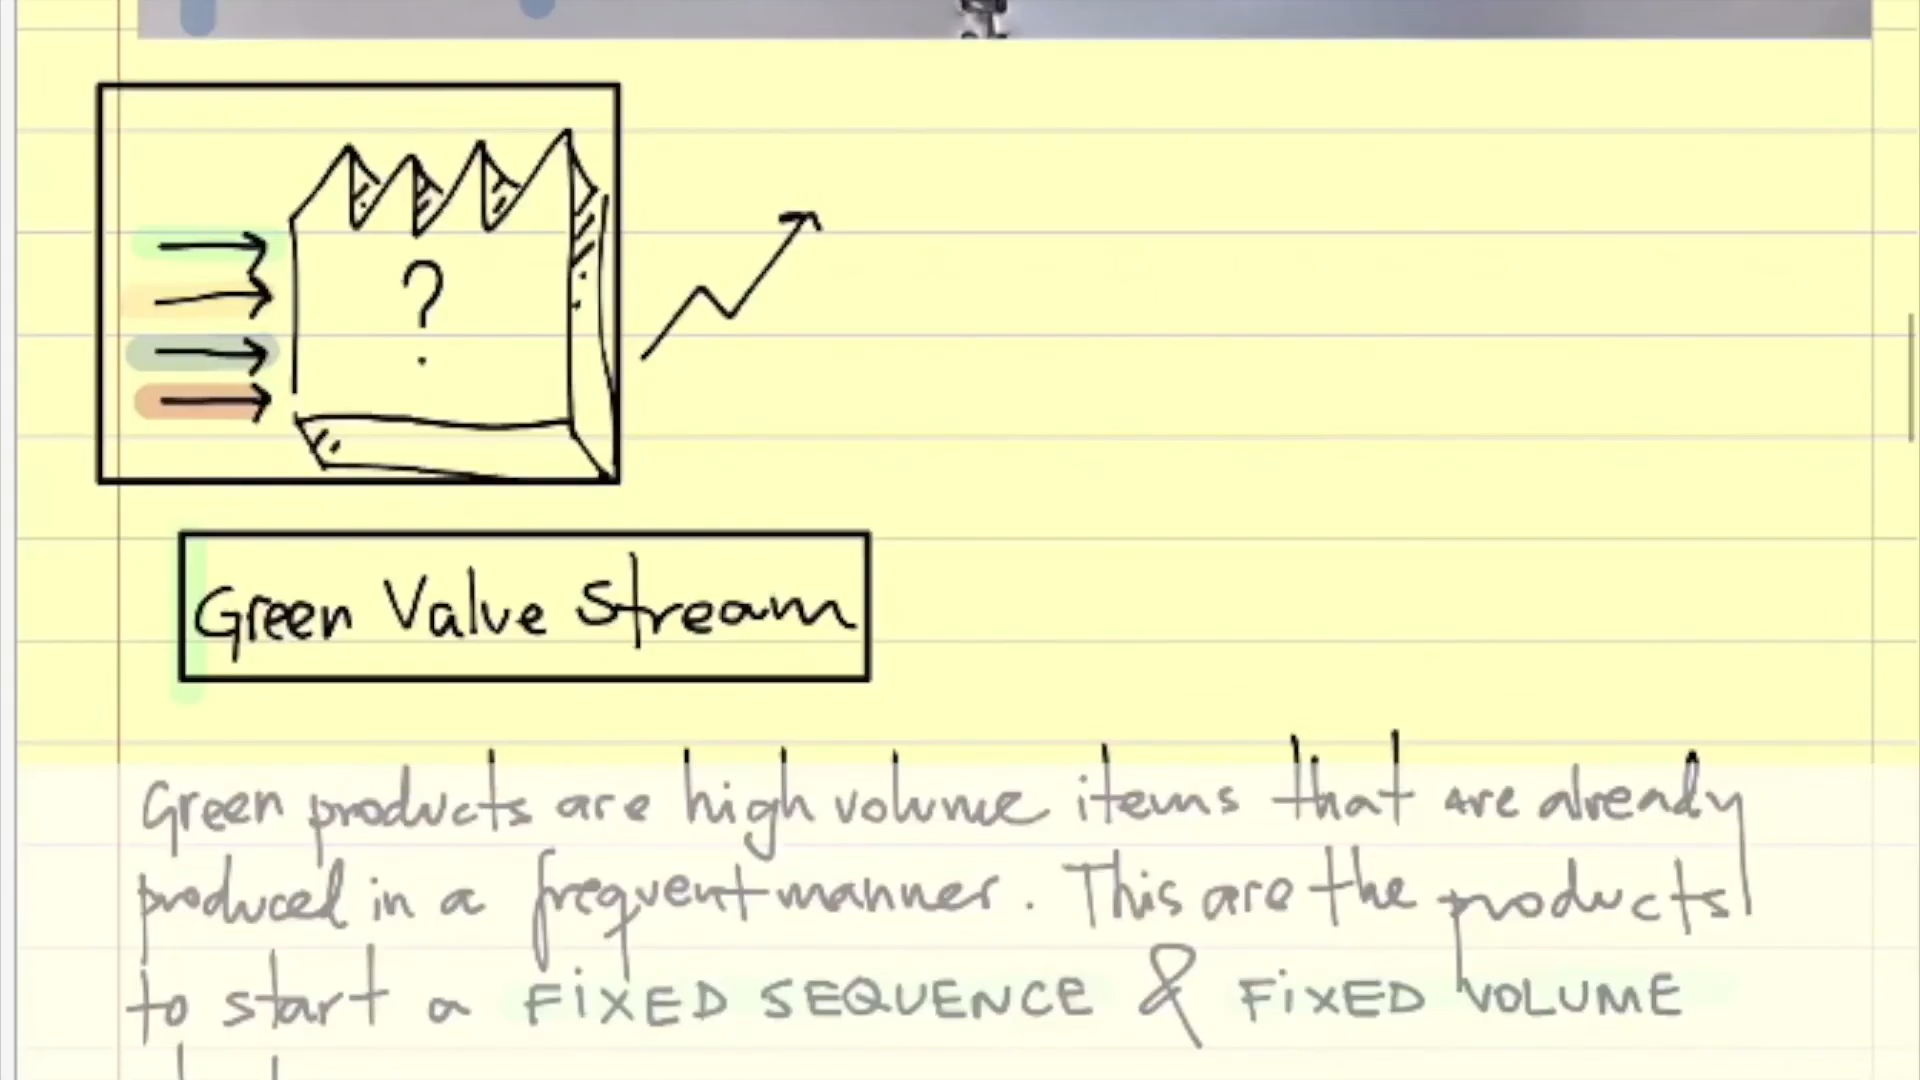 ?
Green Value Stream
Green products are high volume items that are already
produced in a frequent manner. This are the products
to start a FIXED SEQUENCE & FIXED VOLUME